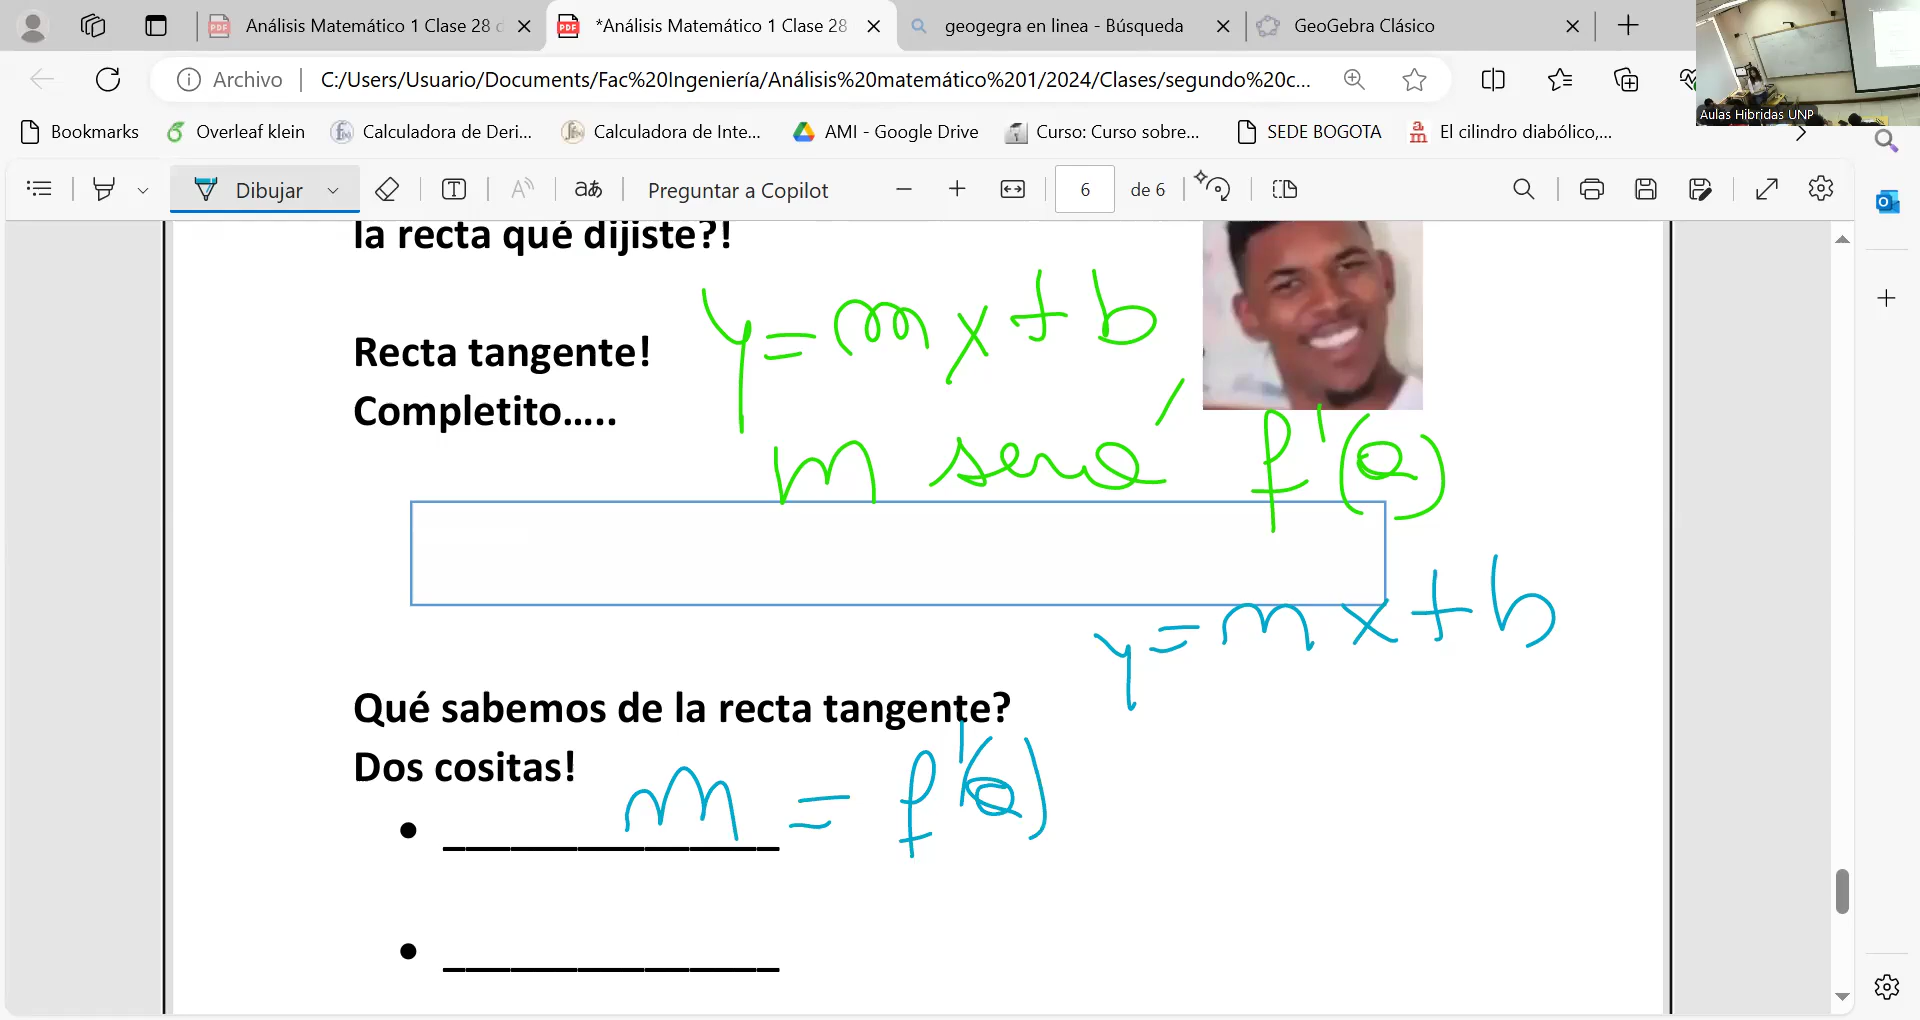 Análisis Matemático 1 Clase 28 d
*Análisis Matemático 1 Clase 28
geogegra en linea - Búsqueda
GeoGebra Clásico
Archivo
C:/Users/Usuario/Documents/Fac%20Ingeniería/Análisis%20matemático%201/2024/Clases/segundo%20c...
Aulas Hibridas UNP
Bookmarks
Overleaf klein
Calculadora de Deri...
Calculadora de Inte...
AMI - Google Drive
Curso: Curso sobre...
SEDE BOGOTA
El cilindro diabólico,...
Dibujar
Preguntar a Copilot
6
de 6
la recta qué dijiste?!
y = mx + b
Recta tangente!
Completito.....
m será f'(a)
y = mx + b
Qué sabemos de la recta tangente?
Dos cositas!
m = f'(a)